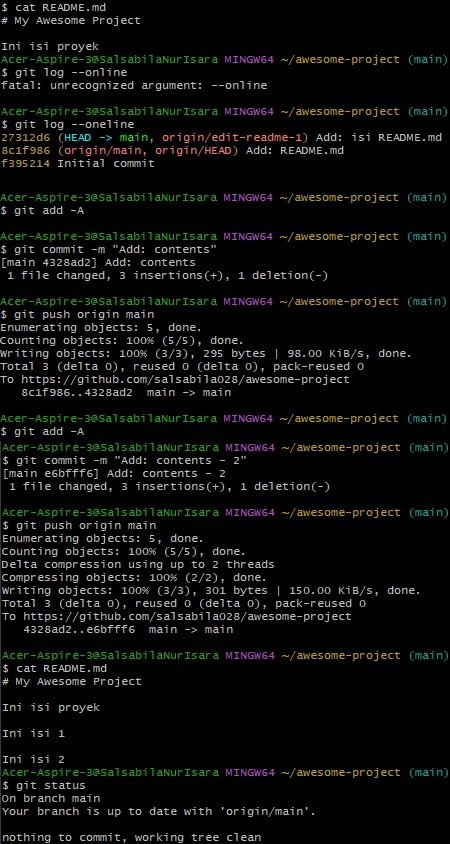 $ cat README.md
# My Awesome Project
Ini isi proyek
Acer-Aspire-3@SalsabilaNurIsara MINGW64 ~/awesome-project (main)
$ git log --online
fatal: unrecognized argument: --online
Acer-Aspire-3@SalsabilaNurIsara MINGW64 ~/awesome-project (main)
$ git log --oneline
27312d6 (HEAD -> main, origin/edit-readme-1) Add: isi README.md
8c1f986 (origin/main, origin/HEAD) Add: README.md
f395214 Initial commit
Acer-Aspire-3@SalsabilaNurIsara MINGW64 ~/awesome-project (main)
$ git add -A
Acer-Aspire-3@SalsabilaNurIsara MINGW64 ~/awesome-project (main)
$ git commit -m "Add: contents"
[main 4328ad2] Add: contents
1 file changed, 3 insertions(+), 1 deletion(-)
Acer-Aspire-3@SalsabilaNurIsara MINGW64 ~/awesome-project (main)
$ git push origin main
Enumerating objects: 5, done.
Counting objects: 100% (5/5), done.
Writing objects: 100% (3/3), 295 bytes | 98.00 KiB/s, done.
Total 3 (delta 0), reused 0 (delta 0), pack-reused 0
To https://github.com/salsabila028/awesome-project
8c1f986..4328ad2 main -> main
Acer-Aspire-3@SalsabilaNurIsara MINGW64 ~/awesome-project (main)
$ git add -A
Acer-Aspire-3@SalsabilaNurIsara MINGW64 ~/awesome-project (main)
$ git commit -m "Add: contents - 2"
[main e6bfff6] Add: contents - 2
1 file changed, 3 insertions(+), 1 deletion(-)
Acer-Aspire-3@SalsabilaNurIsara MINGW64 ~/awesome-project (main)
$ git push origin main
Enumerating objects: 5, done.
Counting objects: 100% (5/5), done.
Delta compression using up to 2 threads
Compressing objects: 100% (2/2), done.
Writing objects: 100% (3/3), 301 bytes | 150.00 KiB/s, done.
Total 3 (delta 0), reused 0 (delta 0), pack-reused 0
To https://github.com/salsabila028/awesome-project
4328ad2..e6bfff6 main -> main
Acer-Aspire-3@SalsabilaNurIsara MINGW64 ~/awesome-project (main)
$ cat README.md
# My Awesome Project
Ini isi proyek
Ini isi 1
Ini isi 2
Acer-Aspire-3@SalsabilaNurIsara MINGW64 ~/awesome-project (main)
$ git status
On branch main
Your branch is up to date with 'origin/main'.
nothing to commit, working tree clean